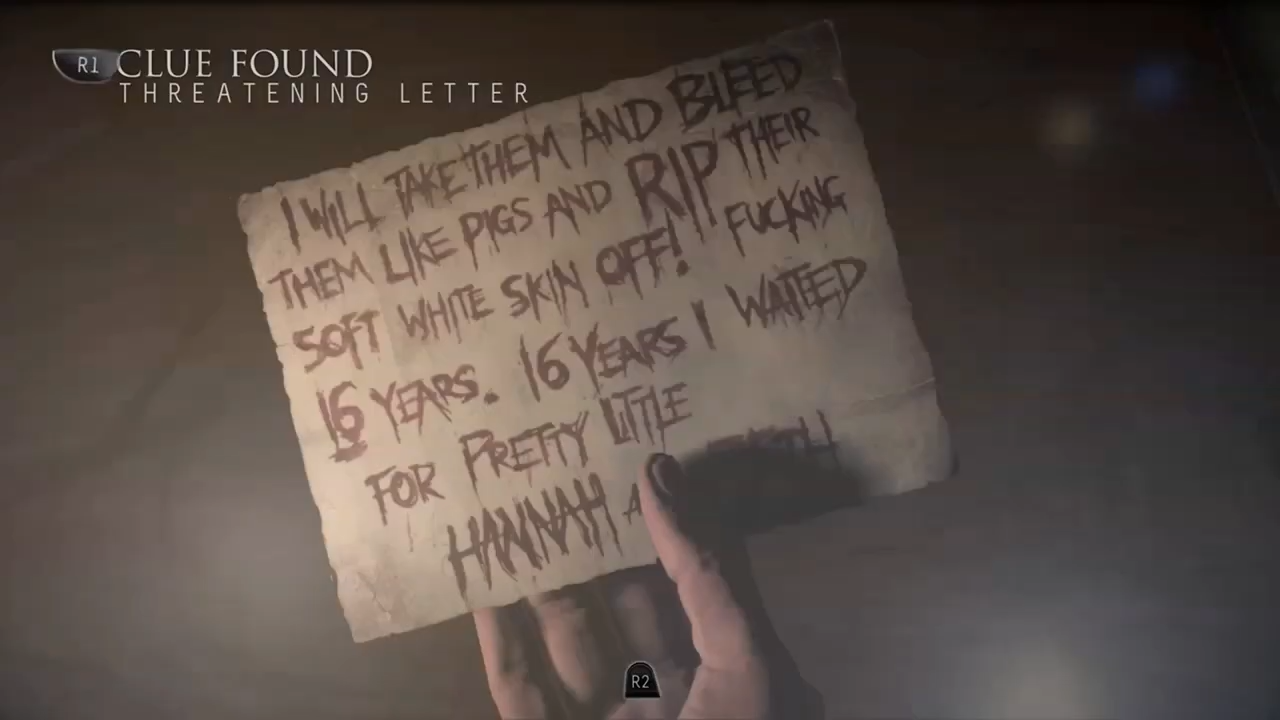 R1 CLUE FOUND
THREATENING LETTER
I WILL TAKE THEM AND BLEED
THEM LIKE PIGS AND RIP THEIR
SOFT WHITE SKIN OFF! FUCKING
16 YEARS. 16 YEARS I WAITED
FOR PRETTY LITTLE
HANNAH
R2